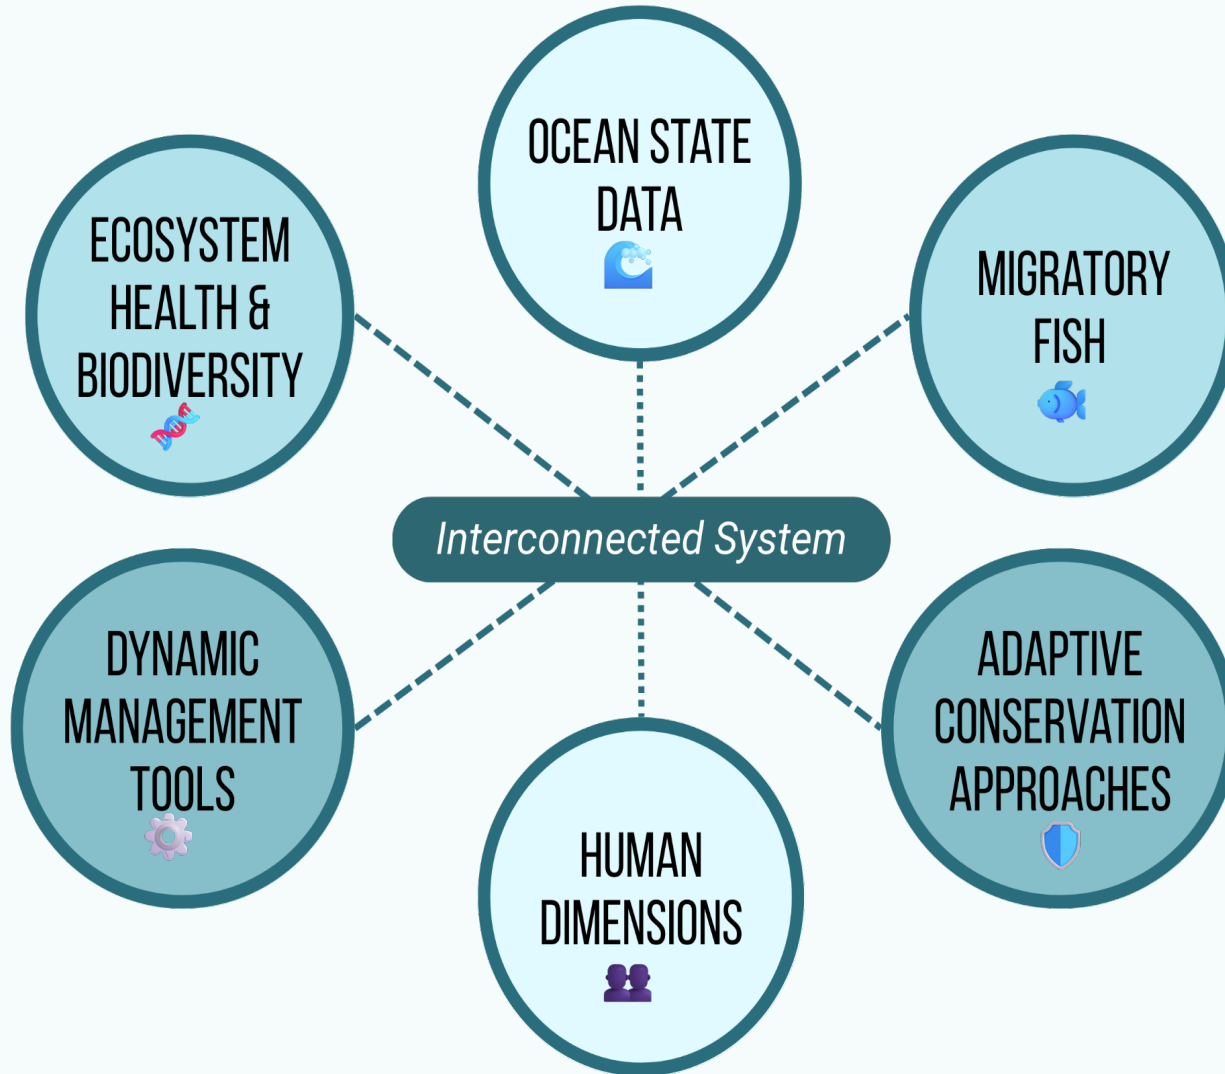 OCEAN STATE
DATA
ECOSYSTEM
HEALTH &
BIODIVERSITY
MIGRATORY
FISH
Interconnected System
DYNAMIC
MANAGEMENT
TOOLS
ADAPTIVE
CONSERVATION
APPROACHES
HUMAN
DIMENSIONS